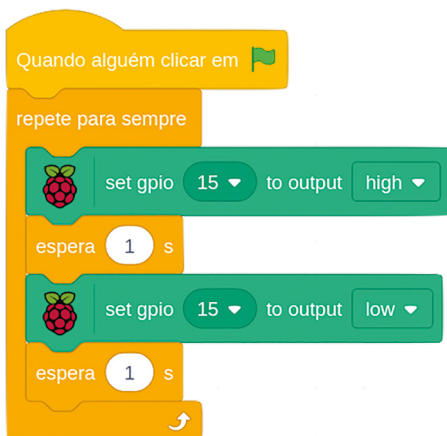 Quando alguém clicar em
repete para sempre
set gpio 15 to output high
espera 1 s
set gpio 15 to output low
espera 1 s